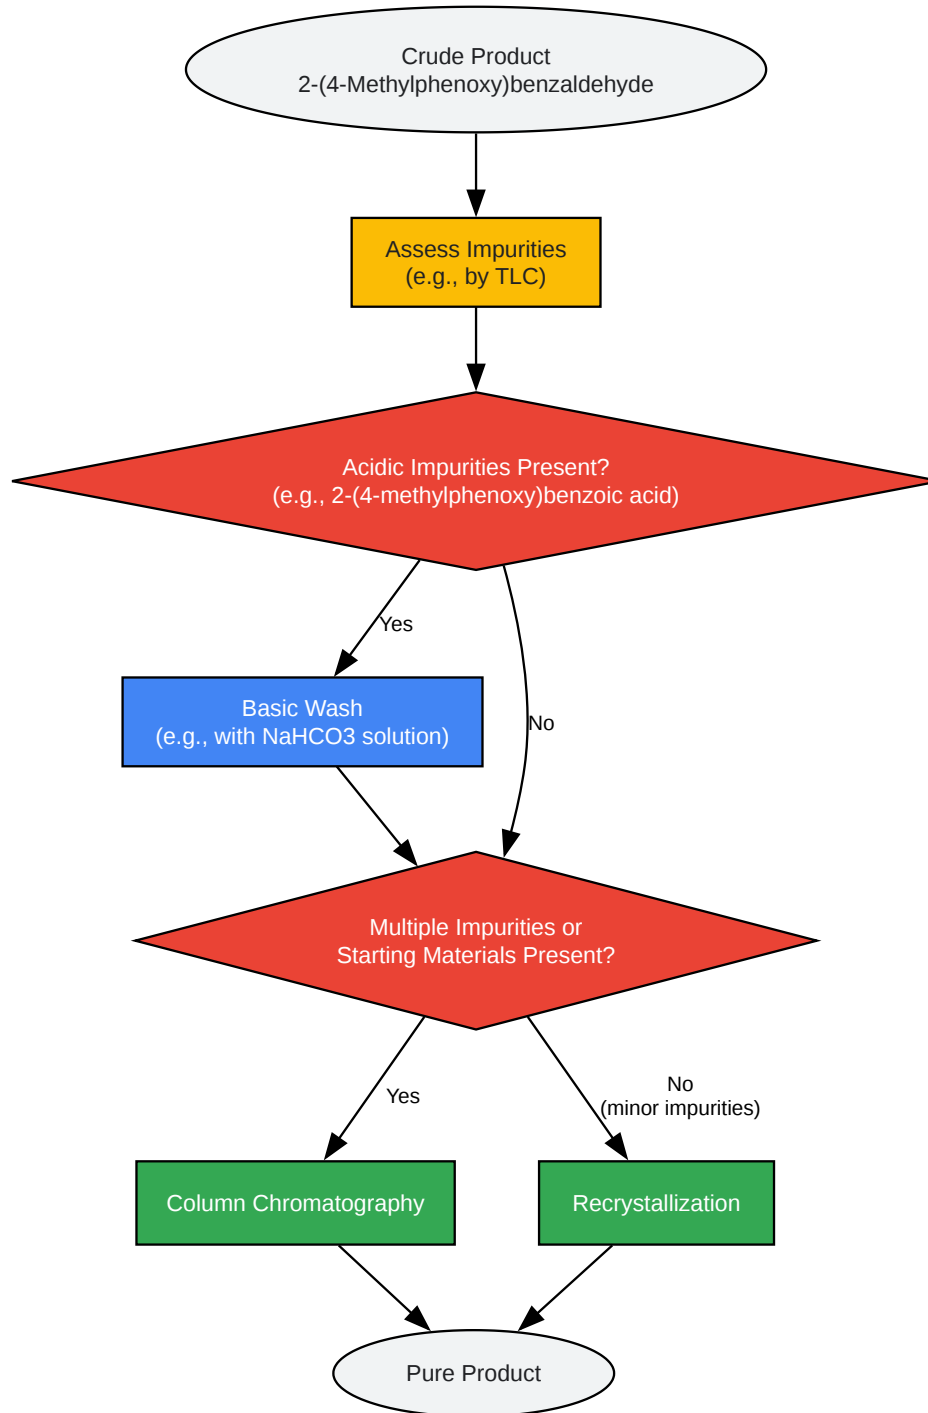 Crude Product
2-(4-Methylphenoxy)benzaldehyde
Assess Impurities
(e.g., by TLC)
Acidic Impurities Present?
(e.g., 2-(4-methylphenoxy)benzoic acid)
Yes
Basic Wash
(e.g., with NaHCO3 solution)
No
Multiple Impurities or
Starting Materials Present?
Yes
No
(minor impurities)
Column Chromatography
Recrystallization
Pure Product